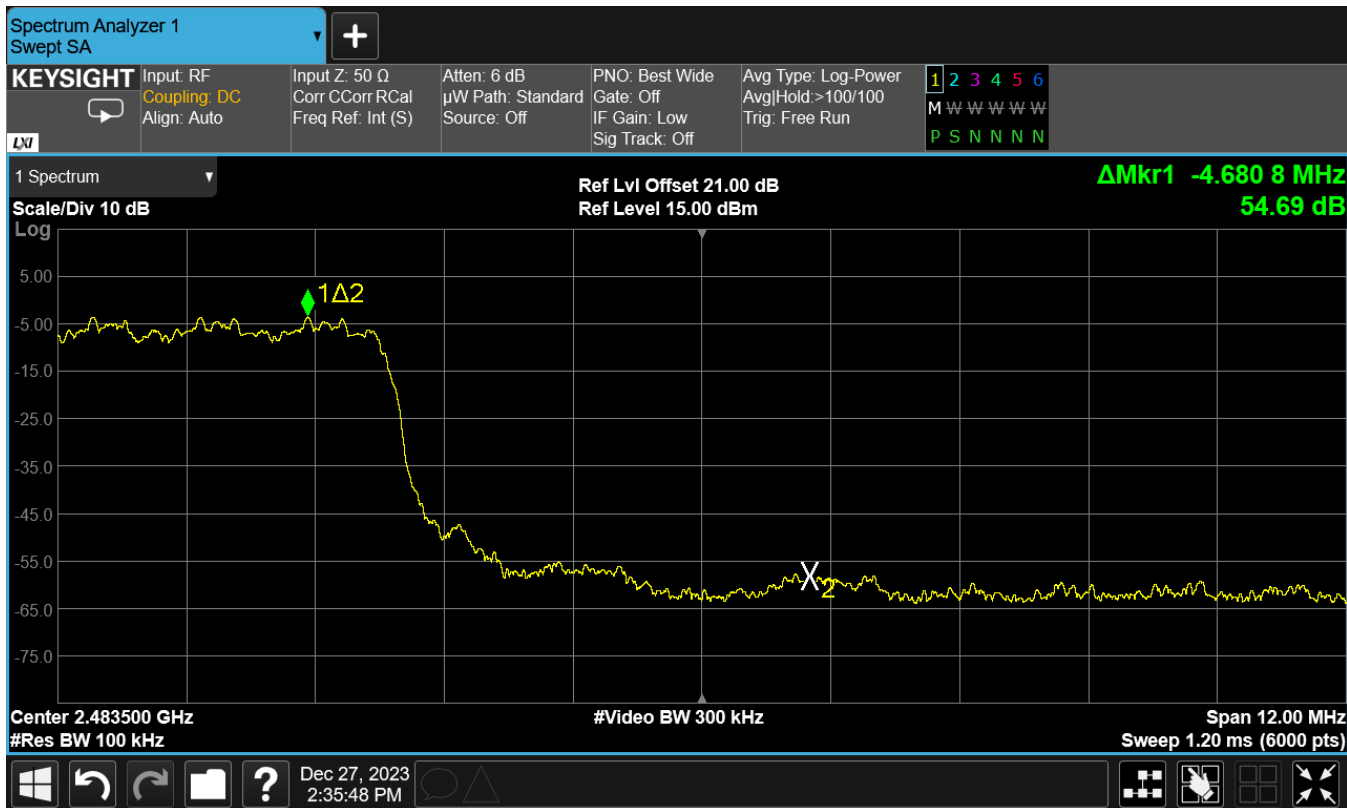 Spectrum Analyzer 1
Swept SA
KEYSIGHT
LXI
Input: RF
Coupling: DC
Align: Auto
Input Z: 50 Ω
Corr CCorr RCal
Freq Ref: Int (S)
Atten: 6 dB
µW Path: Standard
Source: Off
PNO: Best Wide
Gate: Off
IF Gain: Low
Sig Track: Off
Avg Type: Log-Power
Avg|Hold:>100/100
Trig: Free Run
1 2 3 4 5 6
M W W W W W
P S N N N N
1 Spectrum
Scale/Div 10 dB
Log
Ref Lvl Offset 21.00 dB
Ref Level 15.00 dBm
ΔMkr1 -4.680 8 MHz
54.69 dB
5.00
-5.00
-15.0
-25.0
-35.0
-45.0
-55.0
-65.0
-75.0
1Δ2
X
2
Center 2.483500 GHz
#Res BW 100 kHz
#Video BW 300 kHz
Span 12.00 MHz
Sweep 1.20 ms (6000 pts)
?
Dec 27, 2023
2:35:48 PM